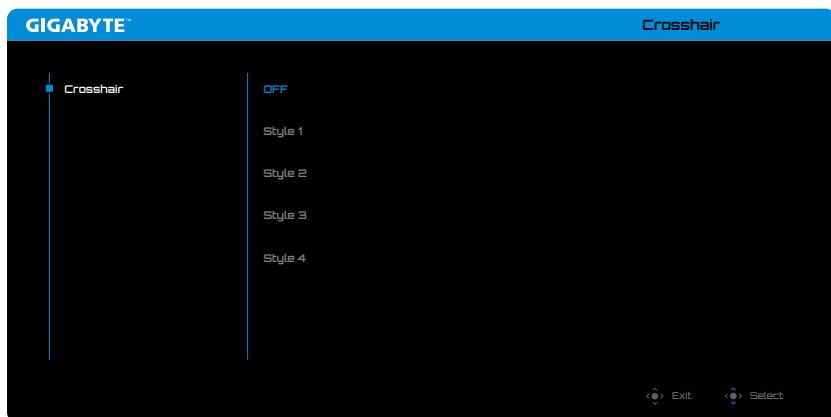 GIGABYTE™ Crosshair
Crosshair OFF
Style 1
Style 2
Style 3
Style 4
Exit Select